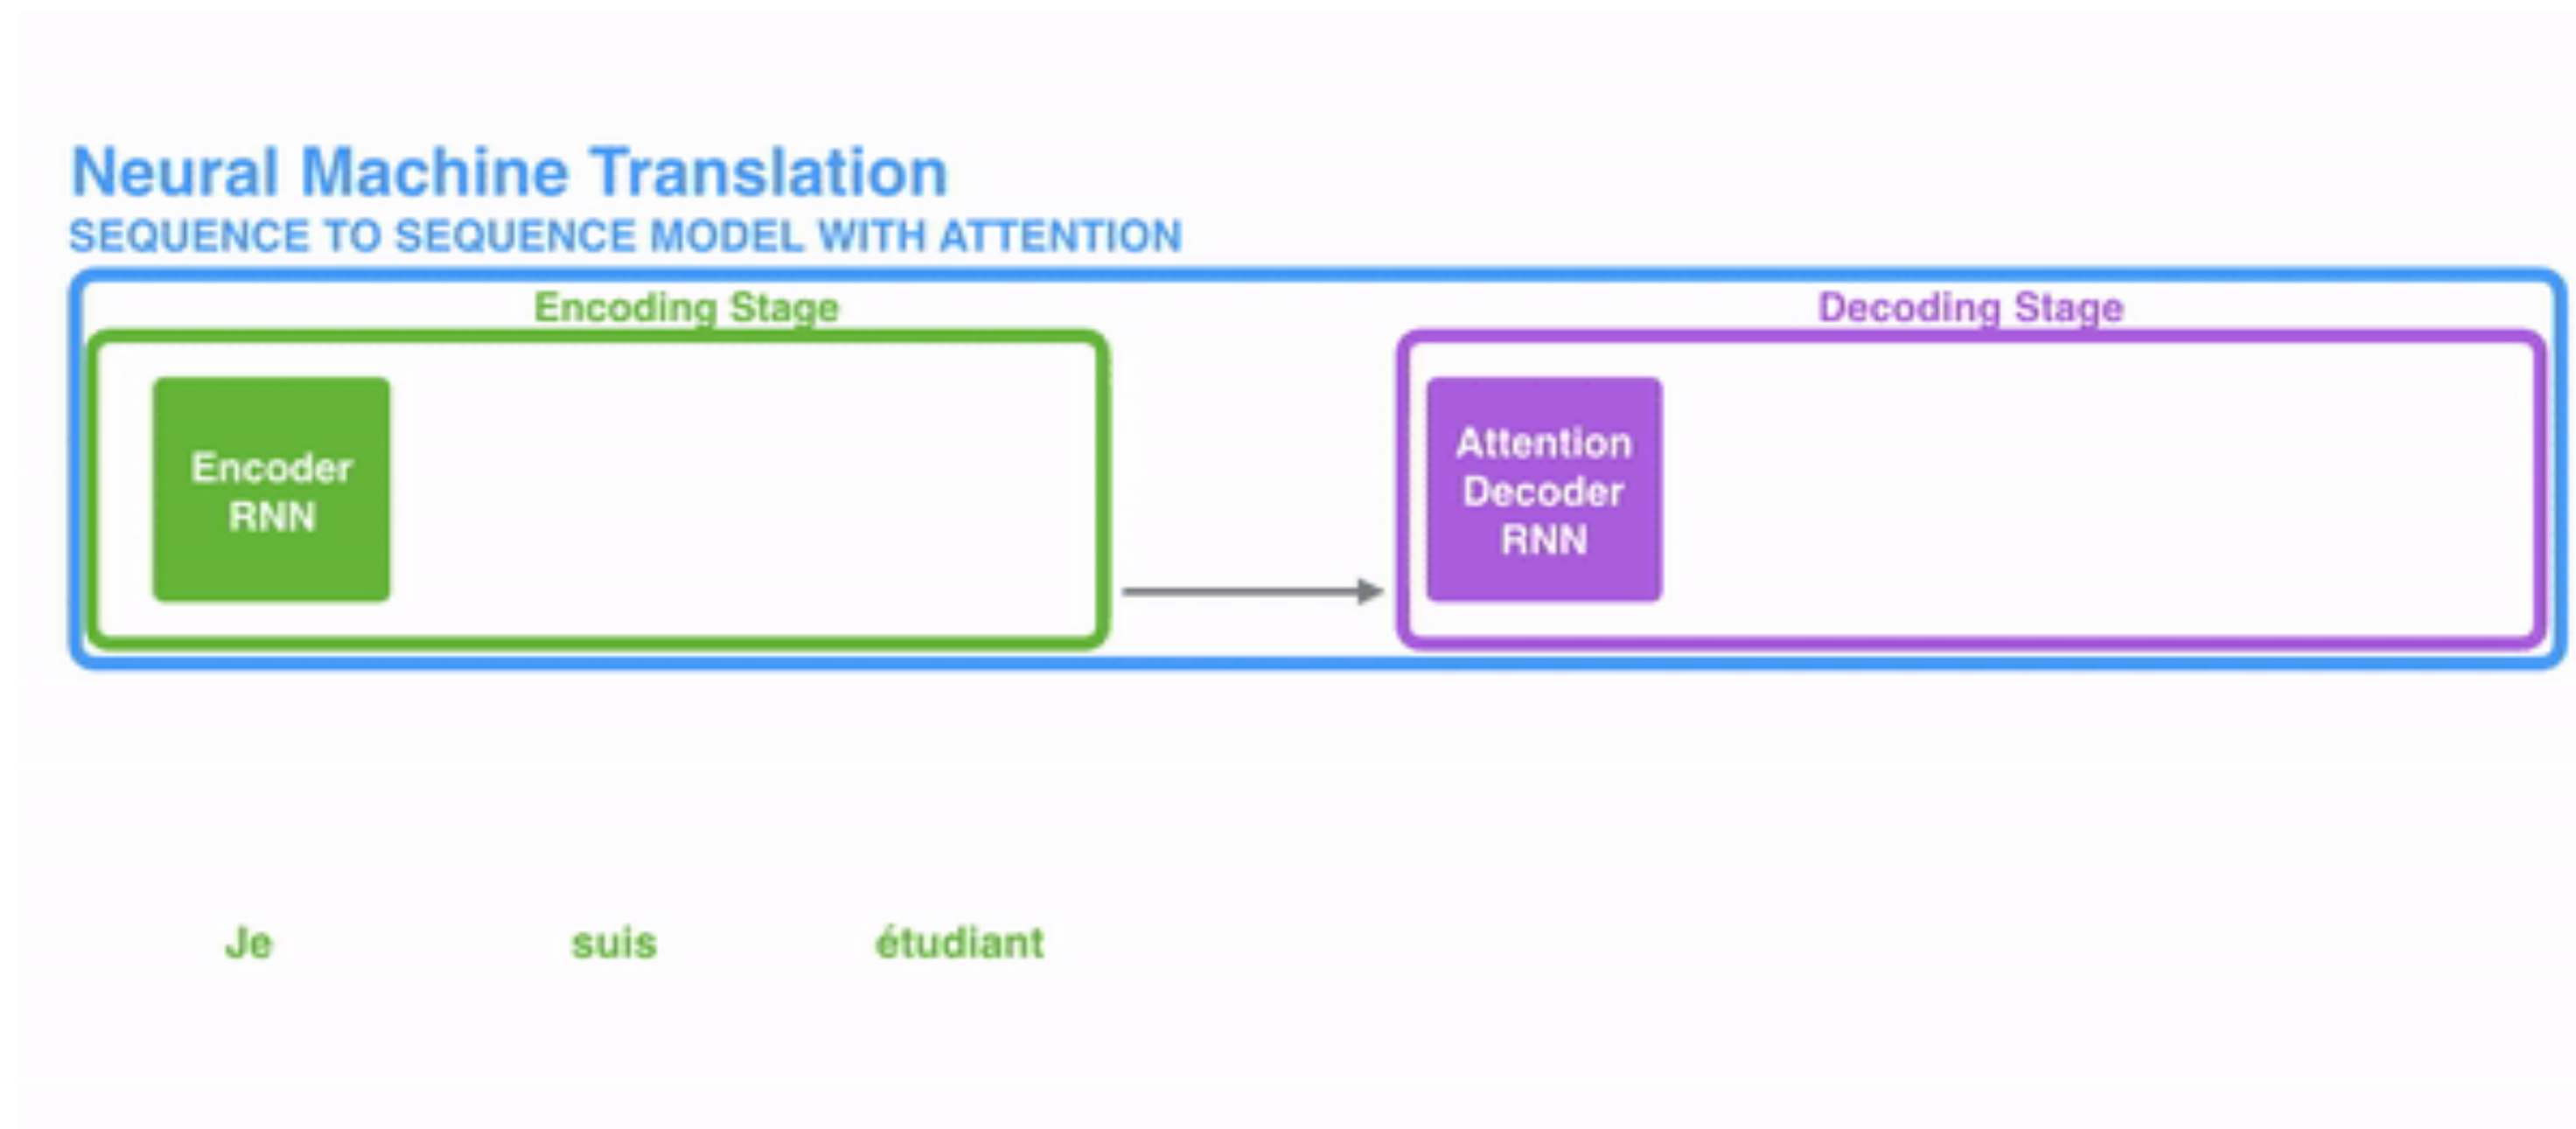 Neural Machine Translation
SEQUENCE TO SEQUENCE MODEL WITH ATTENTION
Encoding Stage
Decoding Stage
Encoder
RNN
Attention
Decoder
RNN
Je suis étudiant